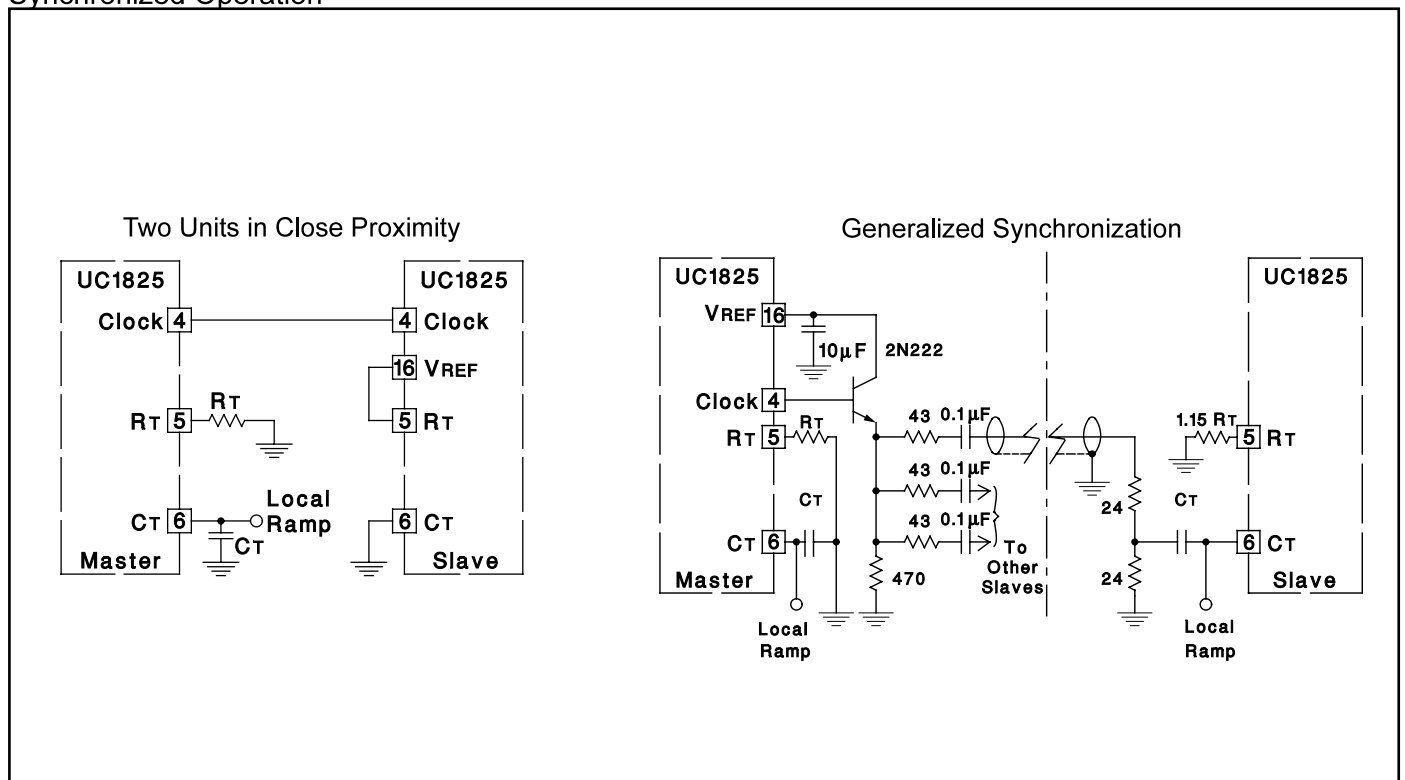 Synchronized Operation
Two Units in Close Proximity
UC1825
UC1825
Clock 4
4 Clock
16 VREF
RT 5
RT
5 RT
CT 6
Local
Ramp
CT
6 CT
Master
Slave
Generalized Synchronization
UC1825
UC1825
VREF 16
10µF
2N222
Clock 4
RT 5
RT
43 0.1µF
1.15 RT
5 RT
43 0.1µF
CT
24
CT
43 0.1µF
CT 6
To
Other
Slaves
6 CT
Master
470
24
Slave
Local
Ramp
Local
Ramp